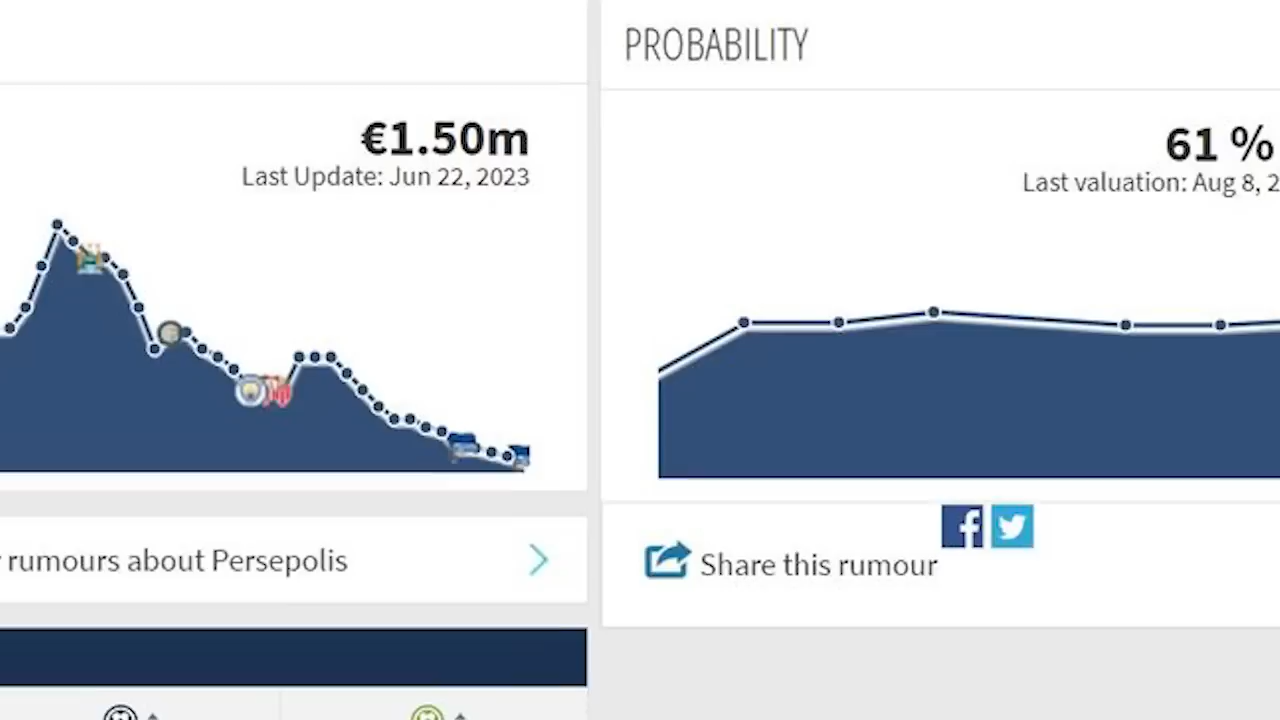 PROBABILITY
€1.50m
Last Update: Jun 22, 2023
61 %
Last valuation: Aug 8, 2
rumours about Persepolis
Share this rumour